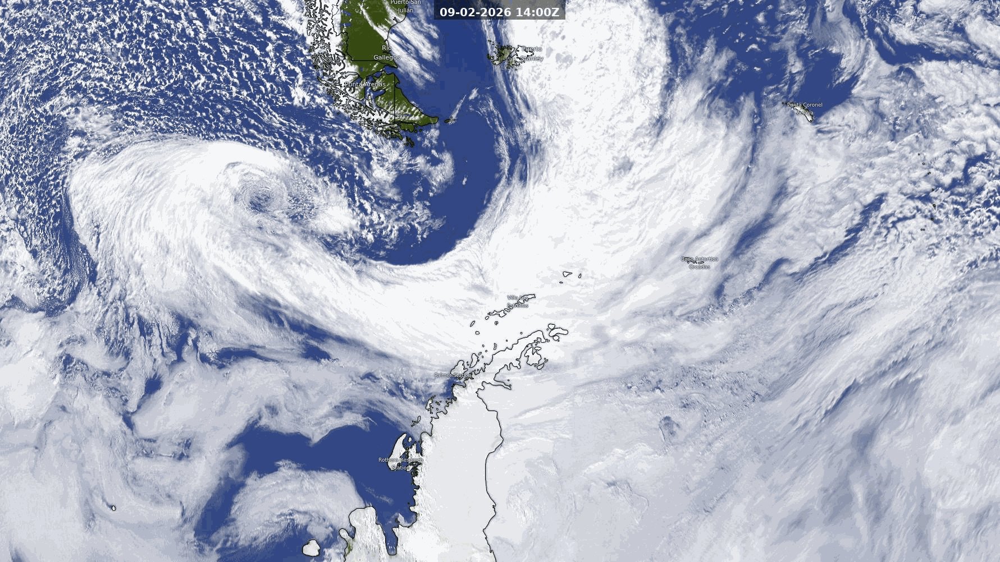 Puerto San
Julián
09-02-2026 14:00Z
Río
Gallegos
Puerto
Stanley
Punta Arenas
Punta Coronel
Zelaya
Base Antartica
Orcadas
Villa Las
Estrellas
Palmer Station
Rothera Research
Station